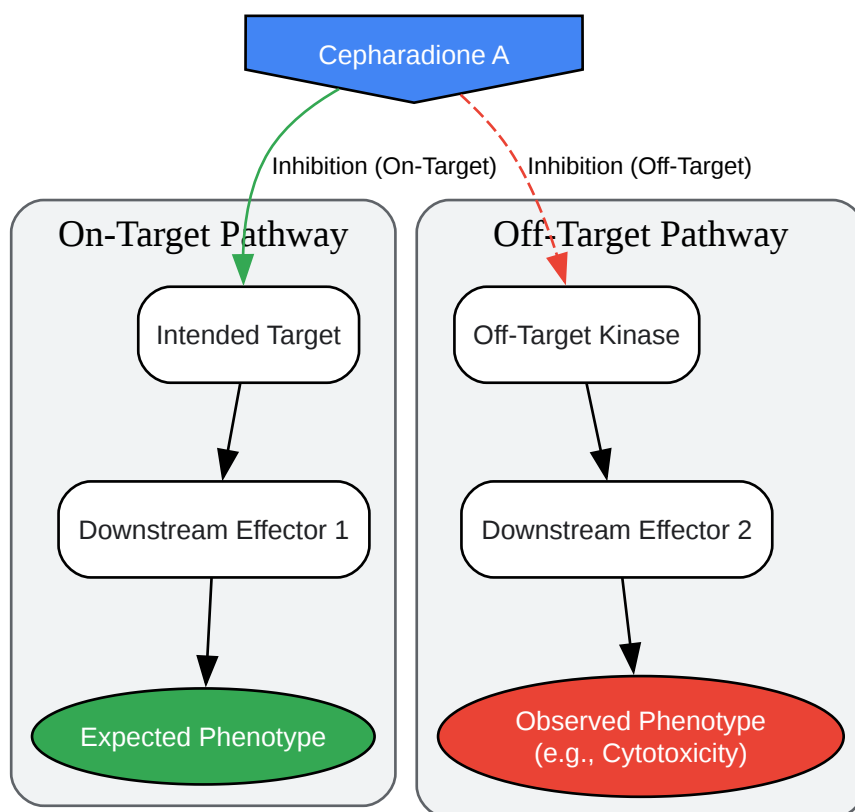 Cepharadione A
Inhibition (On-Target)
Inhibition (Off-Target)
On-Target Pathway
Off-Target Pathway
Intended Target
Off-Target Kinase
Downstream Effector 1
Downstream Effector 2
Expected Phenotype
Observed Phenotype
(e.g., Cytotoxicity)